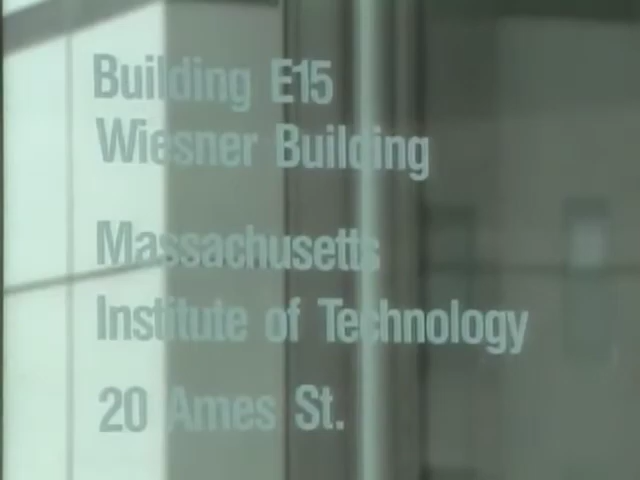 Building E15
Wiesner Building
Massachusetts
Institute of Technology
20 Ames St.